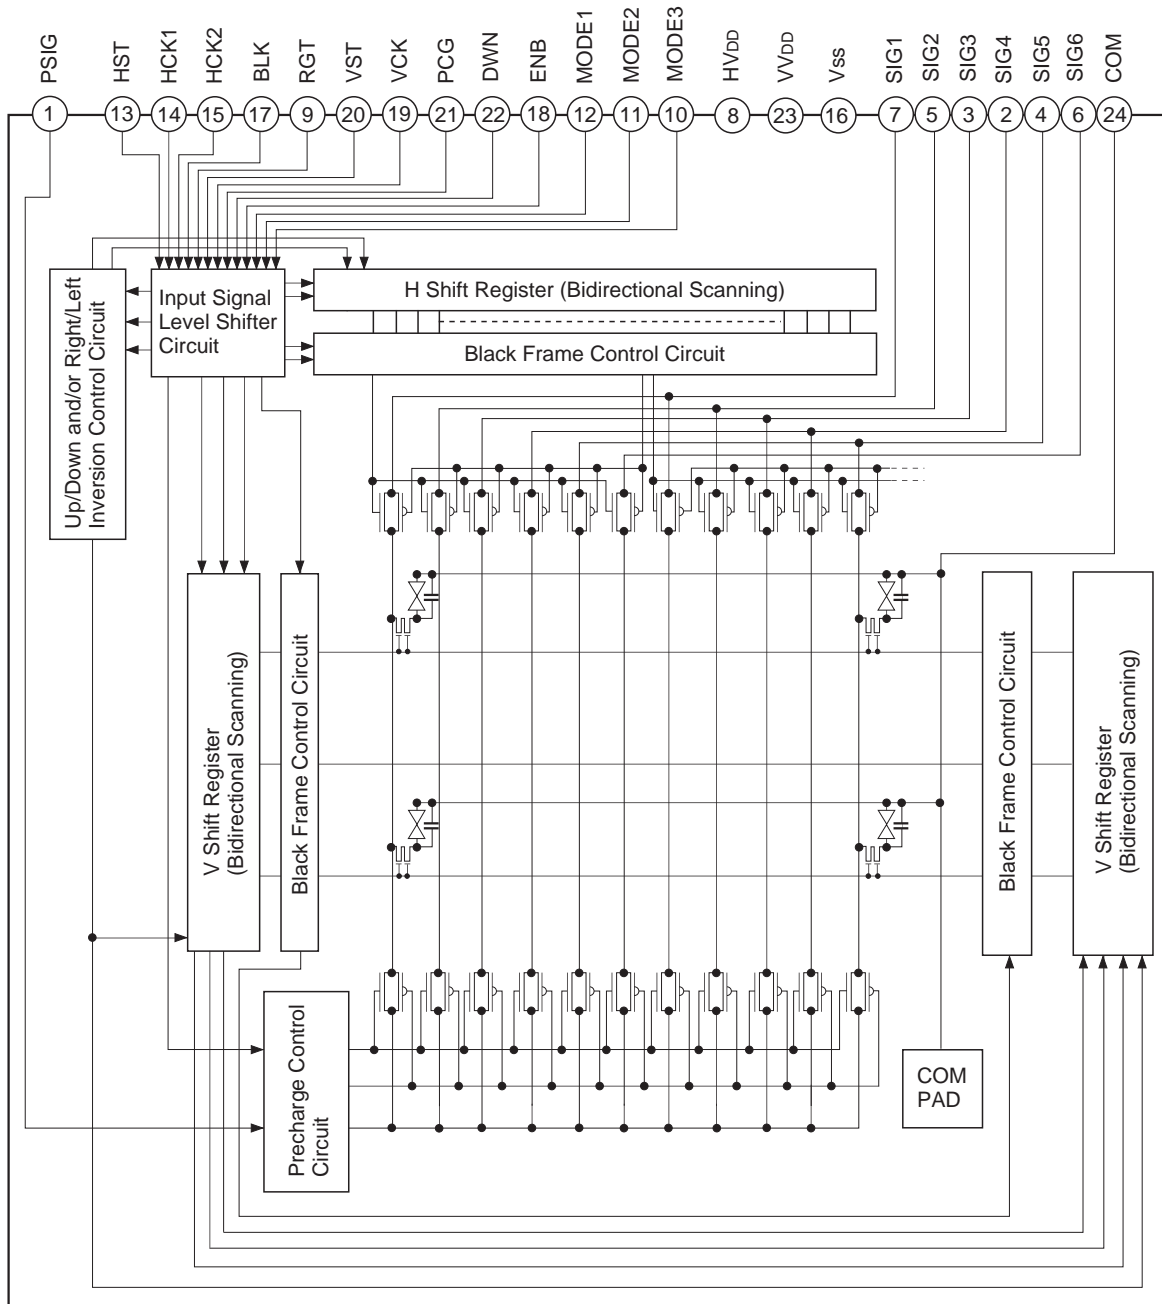 PSIG
HST
HCK1
HCK2
BLK
RGT
VST
VCK
PCG
DWN
ENB
MODE1
MODE2
MODE3
HVDD
VVDD
Vss
SIG1
SIG2
SIG3
SIG4
SIG5
SIG6
COM
1
13
14
15
17
9
20
19
21
22
18
12
11
10
8
23
16
7
5
3
2
4
6
24
Up/Down and/or Right/Left
Inversion Control Circuit
Input Signal
Level Shifter
Circuit
H Shift Register (Bidirectional Scanning)
Black Frame Control Circuit
V Shift Register
(Bidirectional Scanning)
Black Frame Control Circuit
Black Frame Control Circuit
V Shift Register
(Bidirectional Scanning)
Precharge Control
Circuit
COM
PAD